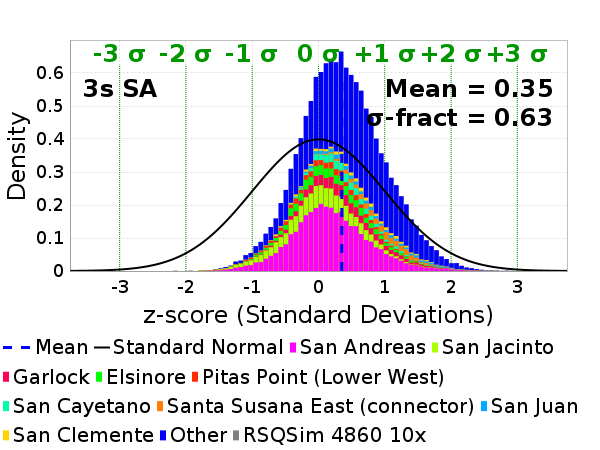 -3 σ -2 σ -1 σ 0 σ +1 σ +2 σ +3 σ
3s SA
Mean = 0.35
σ-fract = 0.63
Density
0.6
0.5
0.4
0.3
0.2
0.1
0
-3 -2 -1 0 1 2 3
z-score (Standard Deviations)
Mean Standard Normal San Andreas San Jacinto
Garlock Elsinore Pitas Point (Lower West)
San Cayetano Santa Susana East (connector) San Juan
San Clemente Other RSQSim 4860 10x